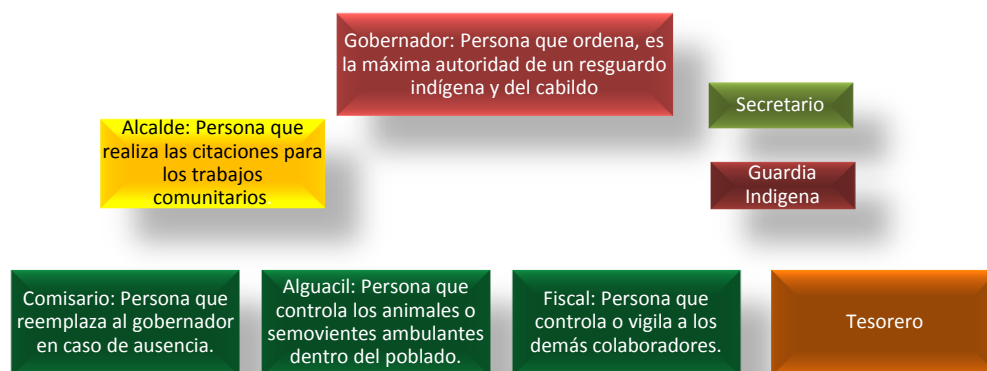 Gobernador: Persona que ordena, es
la máxima autoridad de un resguardo
indígena y del cabildo
Secretario
Alcalde: Persona que
realiza las citaciones para
los trabajos
comunitarios.
Guardia
Indigena
Comisario: Persona que
reemplaza al gobernador
en caso de ausencia.
Alguacil: Persona que
controla los animales o
semovientes ambulantes
dentro del poblado.
Fiscal: Persona que
controla o vigila a los
demás colaboradores.
Tesorero